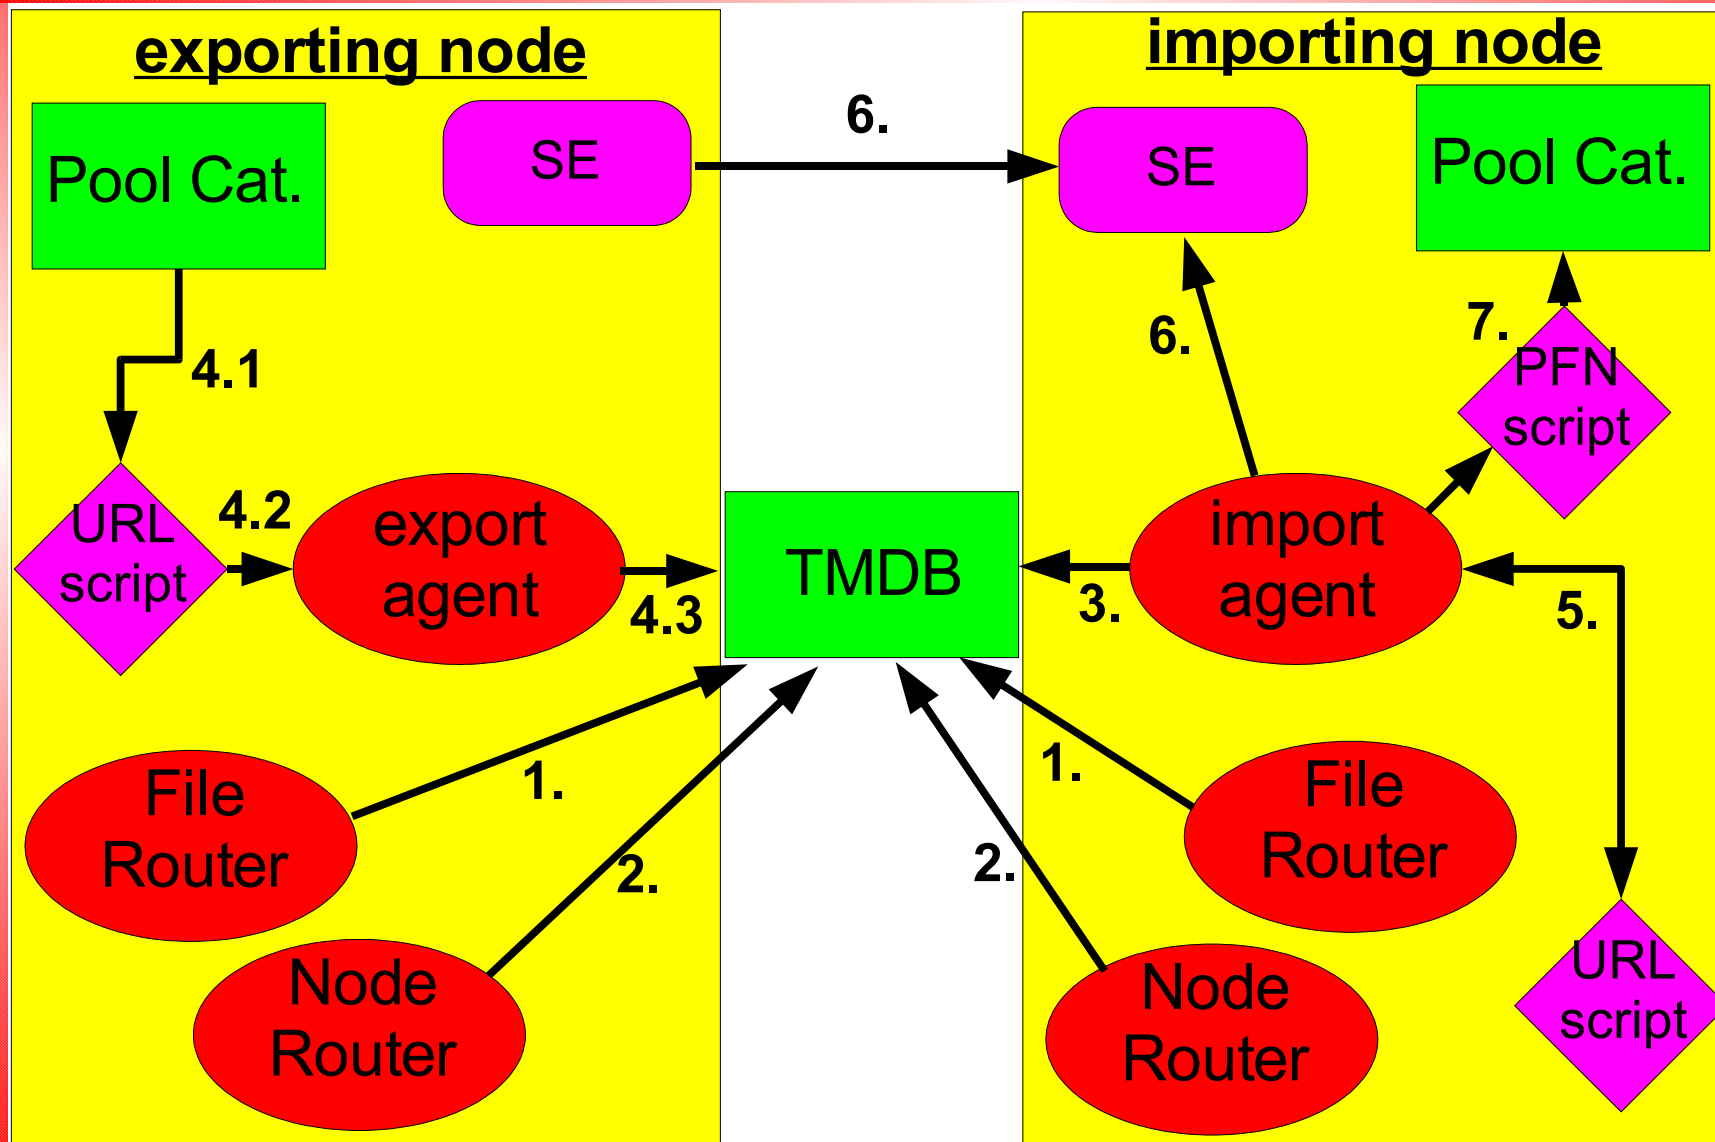 exporting node
Pool Cat.
SE
4.1
URL
script
4.2
export
agent
4.3
File
Router
1.
Node
Router
2.
6.
TMDB
importing node
SE
Pool Cat.
6.
7.
PFN
script
import
agent
3.
5.
1.
File
Router
2.
Node
Router
URL
script